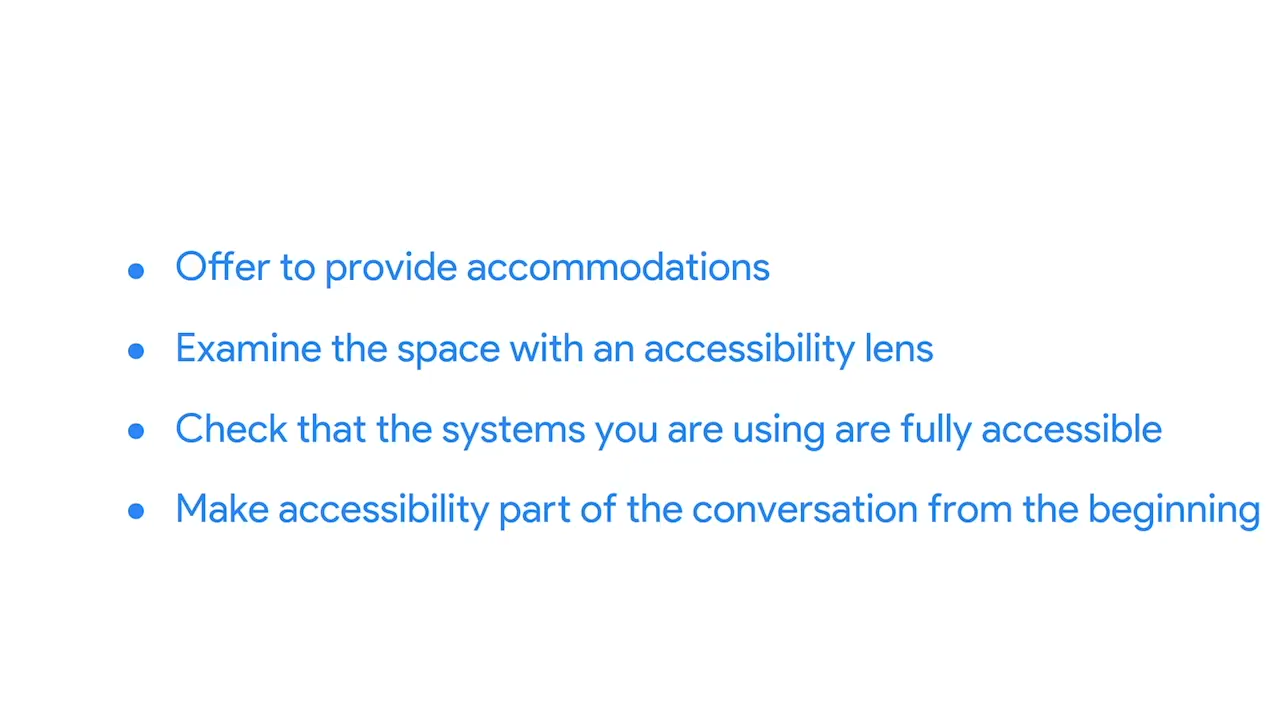 • Offer to provide accommodations
• Examine the space with an accessibility lens
• Check that the systems you are using are fully accessible
• Make accessibility part of the conversation from the beginning